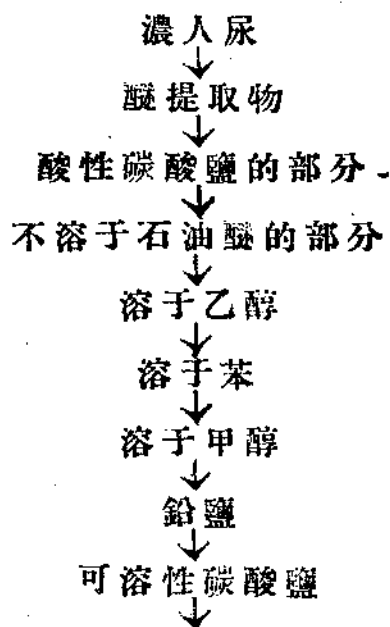 濃人尿
醚提取物
酸性碳酸鹽的部分
不溶于石油醚的部分
溶于乙醇
溶于苯
溶于甲醇
鉛鹽
可溶性碳酸鹽